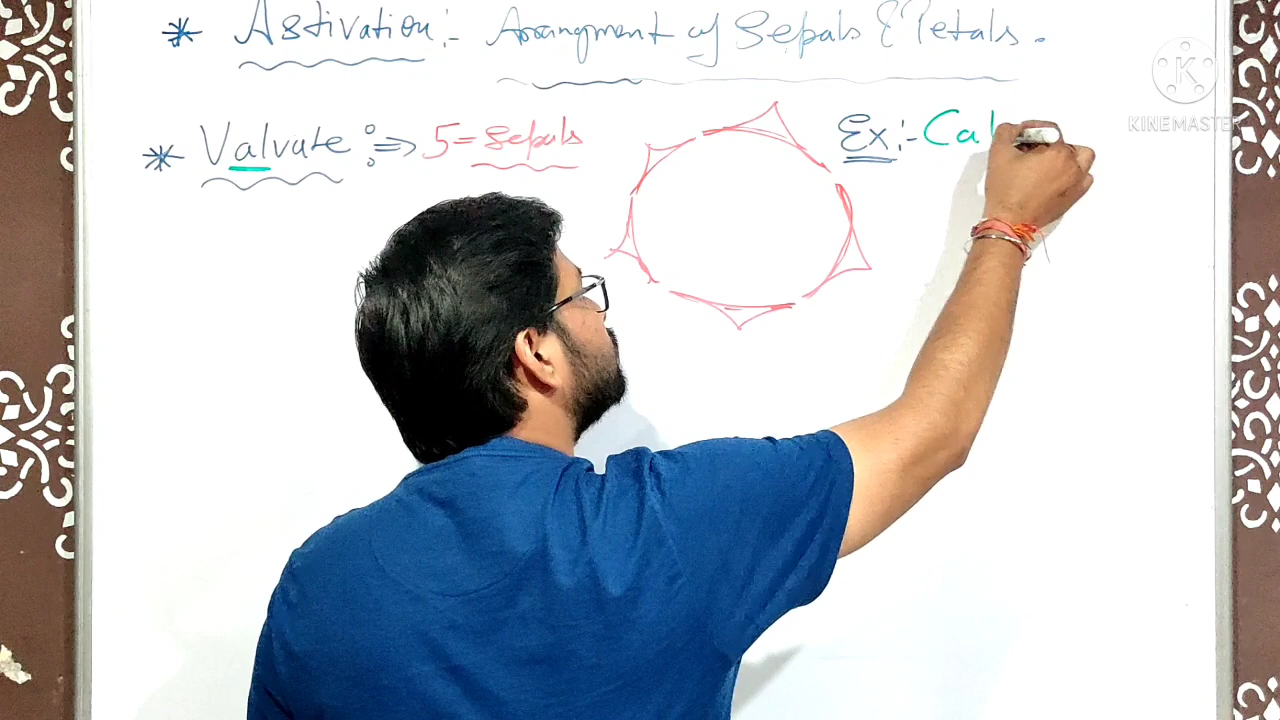 * Astivation:- Arrangment of Sepals & Petals.
* Valvate :⇒ 5 = Sepals Ex:- Cal
K
KINEMASTER